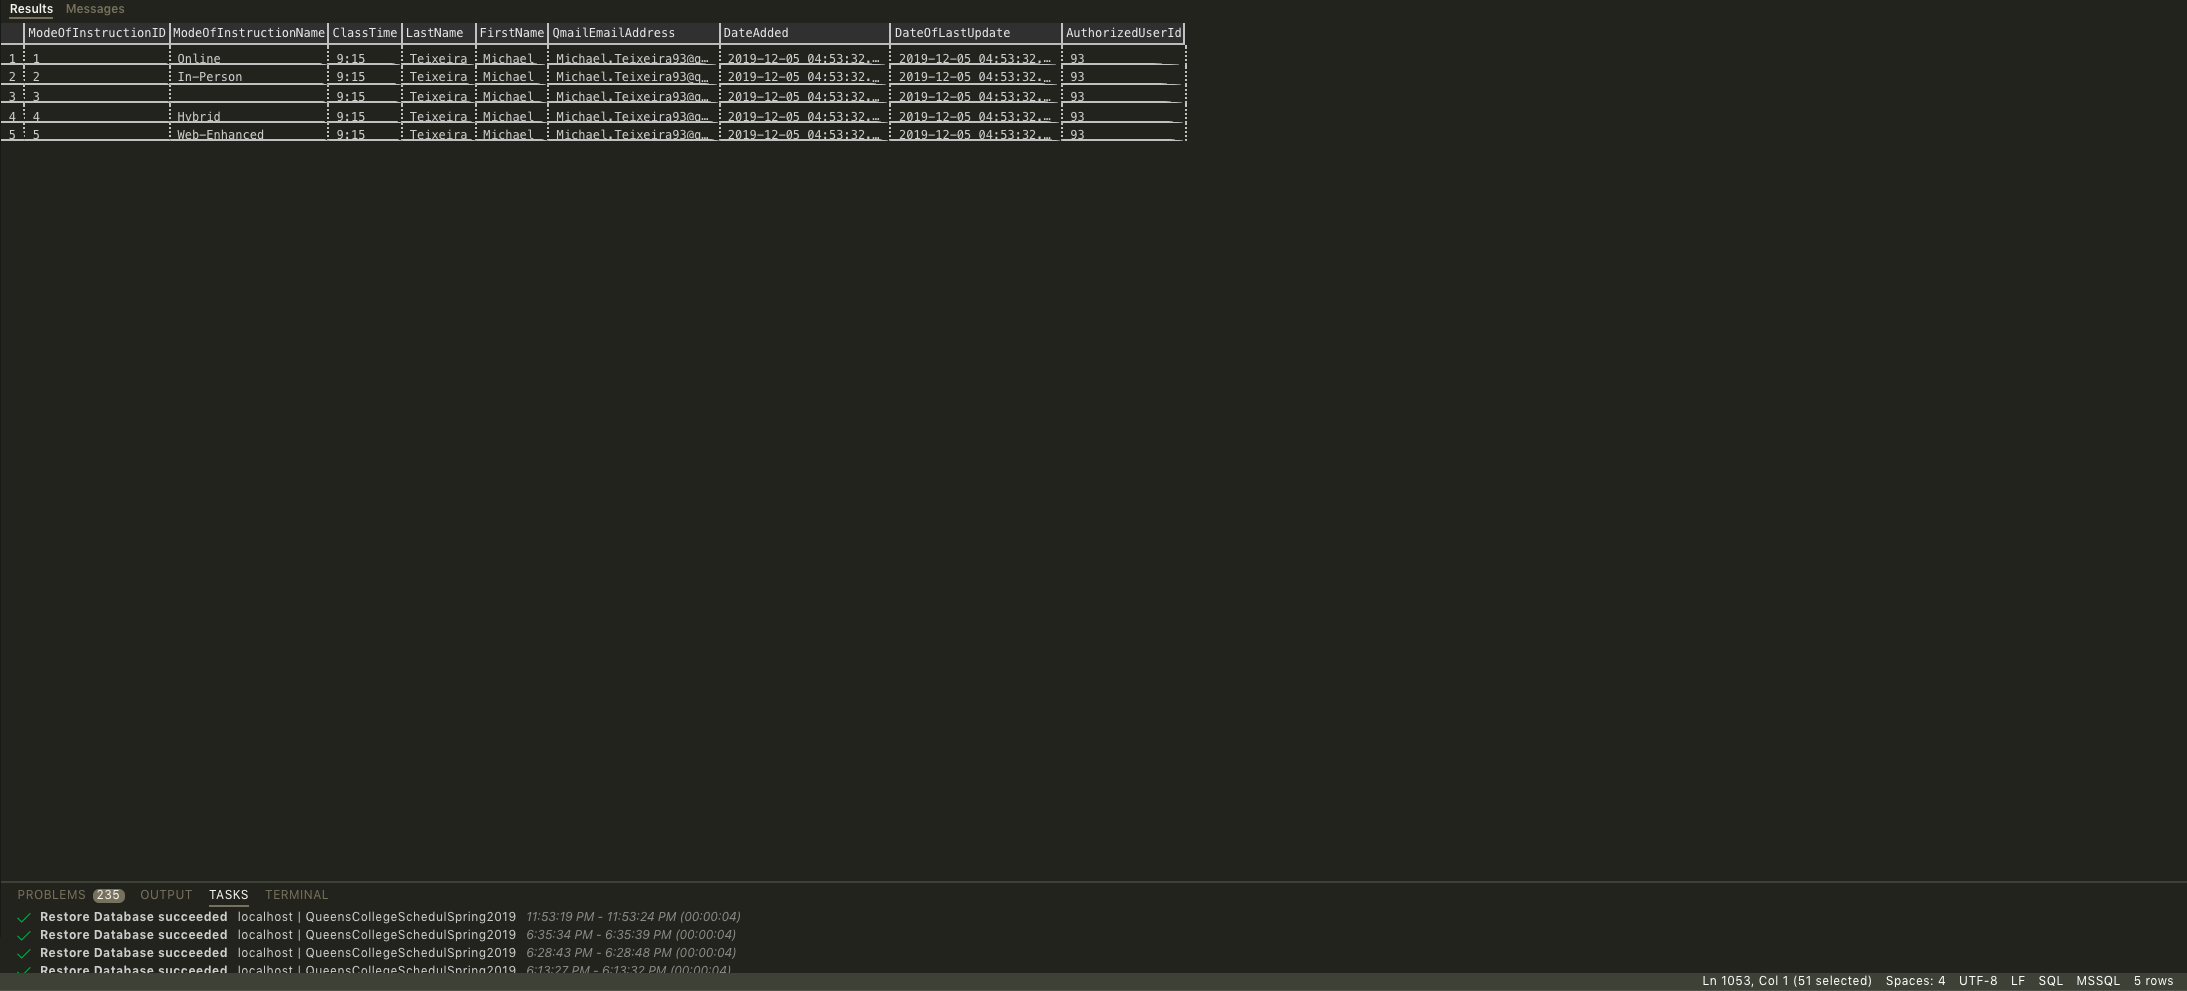 Results Messages
ModeOfInstructionID ModeOfInstructionName ClassTime LastName FirstName QmailEmailAddress DateAdded DateOfLastUpdate AuthorizedUserId
1 1 Online 9:15 Teixeira Michael Michael.Teixeira93@q… 2019-12-05 04:53:32.… 2019-12-05 04:53:32.… 93
2 2 In-Person 9:15 Teixeira Michael Michael.Teixeira93@q… 2019-12-05 04:53:32.… 2019-12-05 04:53:32.… 93
3 3 9:15 Teixeira Michael Michael.Teixeira93@q… 2019-12-05 04:53:32.… 2019-12-05 04:53:32.… 93
4 4 Hybrid 9:15 Teixeira Michael Michael.Teixeira93@q… 2019-12-05 04:53:32.… 2019-12-05 04:53:32.… 93
5 5 Web-Enhanced 9:15 Teixeira Michael Michael.Teixeira93@q… 2019-12-05 04:53:32.… 2019-12-05 04:53:32.… 93
PROBLEMS 235 OUTPUT TASKS TERMINAL
Restore Database succeeded localhost | QueensCollegeSchedulSpring2019 11:53:19 PM - 11:53:24 PM (00:00:04)
Restore Database succeeded localhost | QueensCollegeSchedulSpring2019 6:35:34 PM - 6:35:39 PM (00:00:04)
Restore Database succeeded localhost | QueensCollegeSchedulSpring2019 6:28:43 PM - 6:28:48 PM (00:00:04)
Restore Database succeeded localhost | QueensCollegeSchedulSpring2019 6:13:27 PM - 6:13:32 PM (00:00:04)
Ln 1053, Col 1 (51 selected) Spaces: 4 UTF-8 LF SQL MSSQL 5 rows